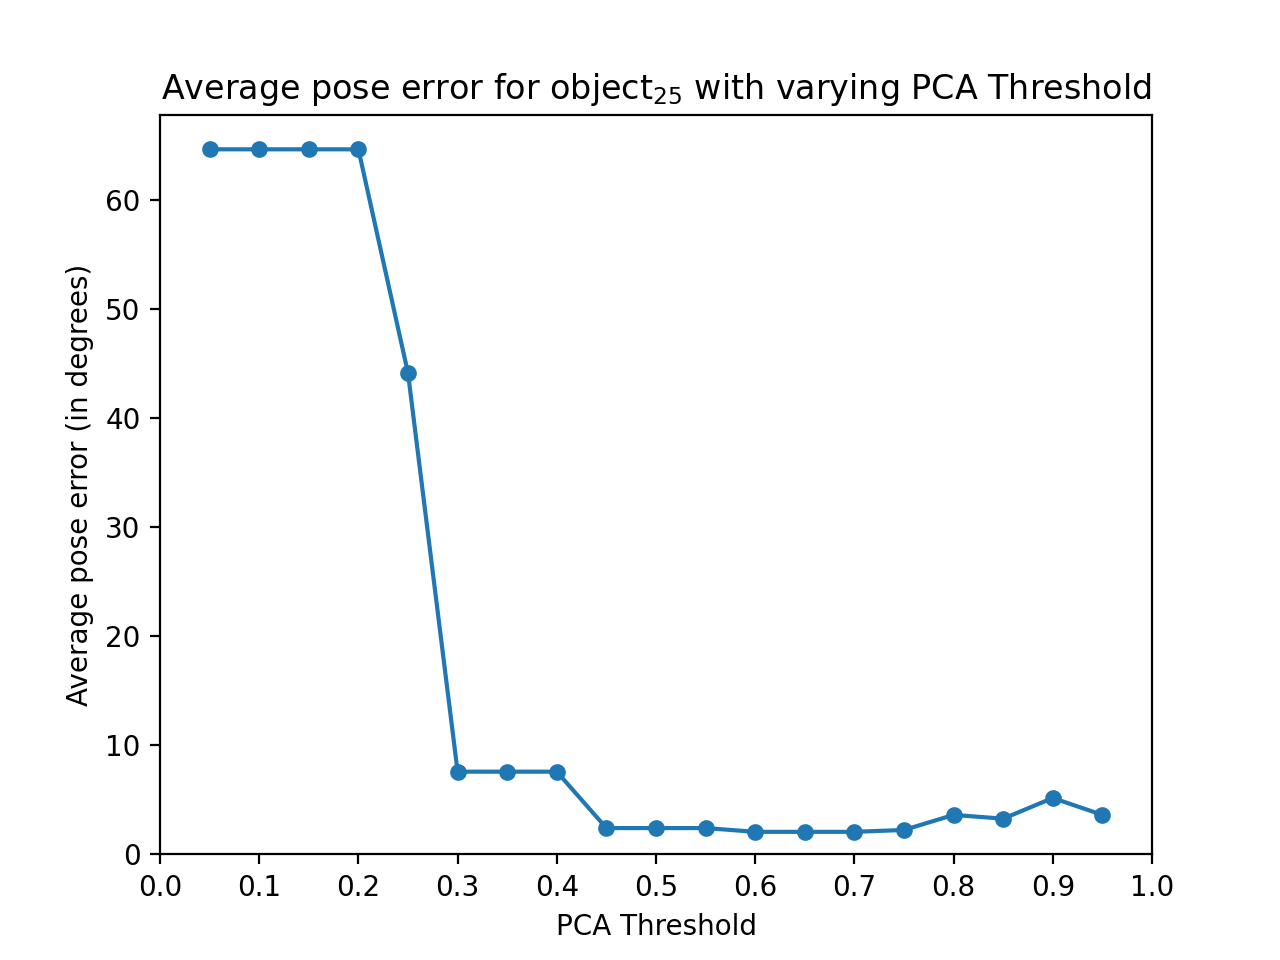 Average pose error for object₂₅ with varying PCA Threshold
Average pose error (in degrees)
60
50
40
30
20
10
0
0.0 0.1 0.2 0.3 0.4 0.5 0.6 0.7 0.8 0.9 1.0
PCA Threshold